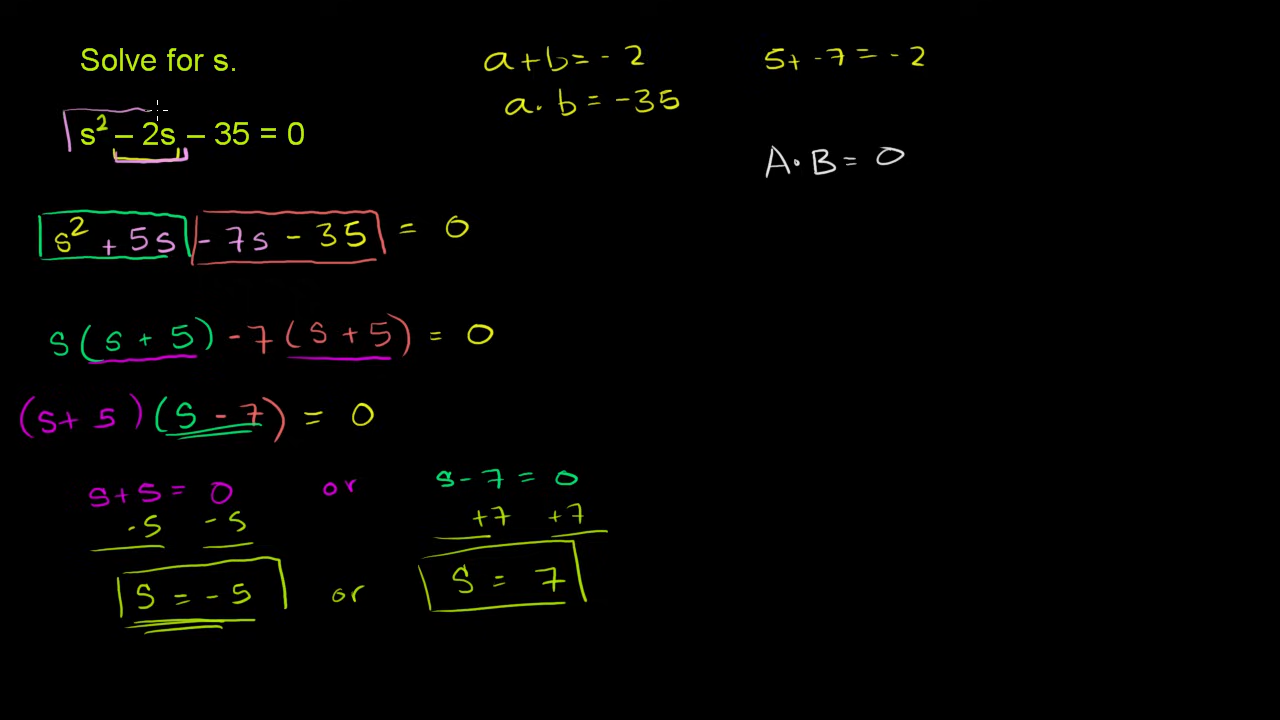 Solve for s.
a + b = - 2
5 + - 7 = - 2
a · b = - 35
s² – 2s – 35 = 0
A · B = 0
s² + 5s - 7s - 35 = 0
s (s + 5) - 7 (s + 5) = 0
(s + 5) (s - 7) = 0
s + 5 = 0 or s - 7 = 0
- 5 - 5 + 7 + 7
s = - 5 or s = 7